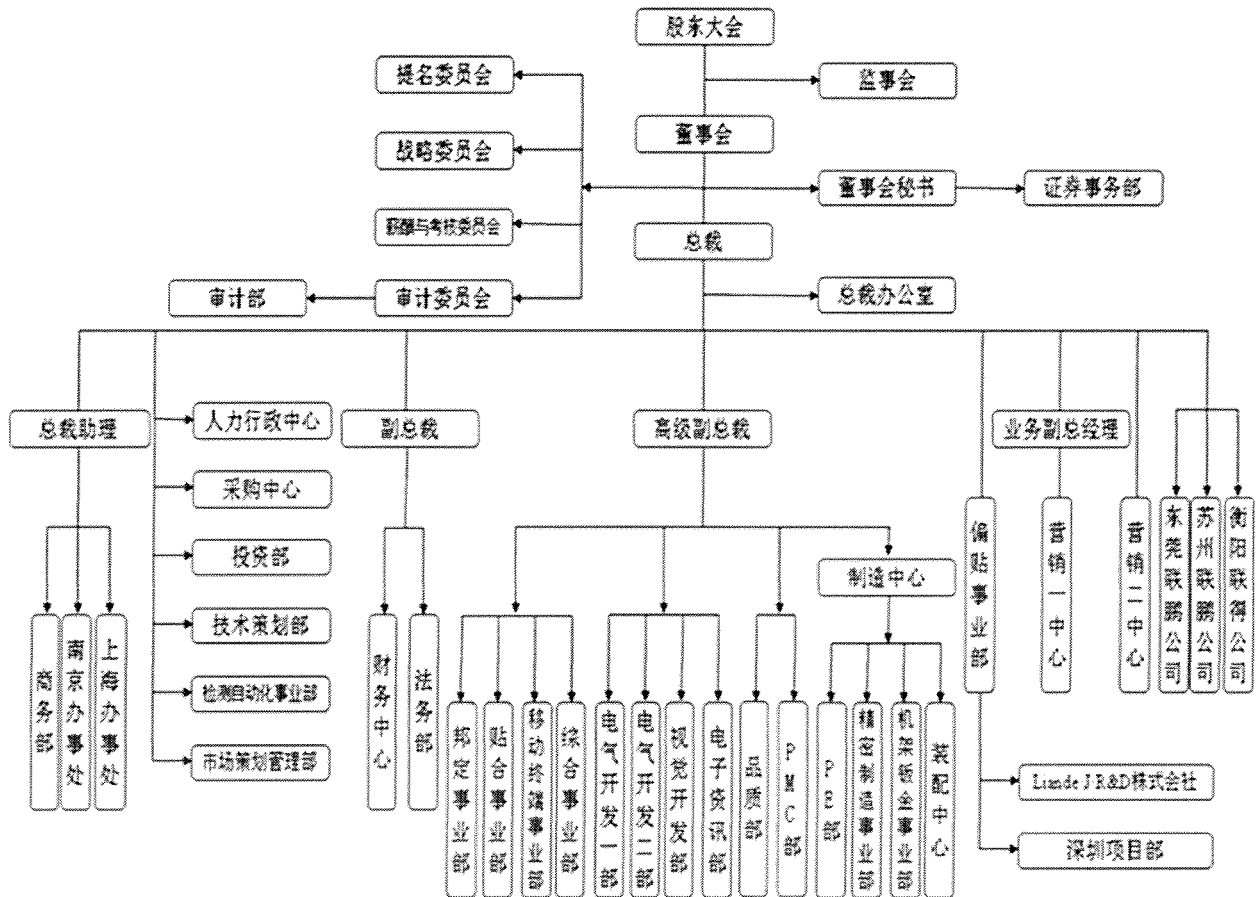 股东大会
提名委员会
监事会
董事会
战略委员会
董事会秘书
证券事务部
薪酬与考核委员会
总裁
审计部
审计委员会
总裁办公室
总裁助理
人力行政中心
副总裁
高级副总裁
业务副总经理
采购中心
投资部
技术策划部
检测自动化事业部
市场策划管理部
商务部
南京办事处
上海办事处
财务中心
法务部
制造中心
邦定事业部
贴合事业部
移动终端事业部
综合事业部
电气开发一部
电气开发二部
视觉开发部
电子资讯部
品质部
PMC部
PE部
精密制造事业部
机架钣金事业部
装配中心
偏贴事业部
营销一中心
营销二中心
东莞联鹏公司
苏州联鹏公司
衡阳联得公司
Liande J R&D株式会社
深圳项目部